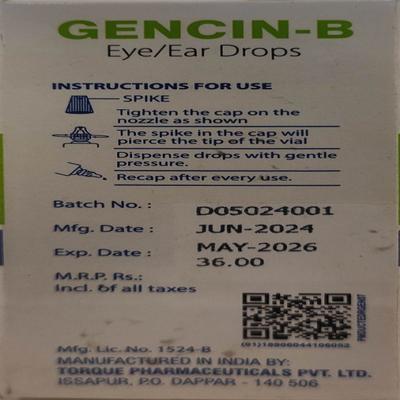 GENCIN-B
Eye/Ear Drops
INSTRUCTIONS FOR USE
SPIKE
Tighten the cap on the
nozzle as shown
The spike in the cap will
pierce the tip of the vial
Dispense drops with gentle
pressure.
Recap after every use.
Batch No. : D05024001
Mfg. Date : JUN-2024
Exp. Date : MAY-2026
M.R.P. Rs.: 36.00
Incl. of all taxes
Mfg. Lic. No. 1524-B
MANUFACTURED IN INDIA BY:
TORQUE PHARMACEUTICALS PVT. LTD.
ISSAPUR, P.O. DAPPAR - 140 506